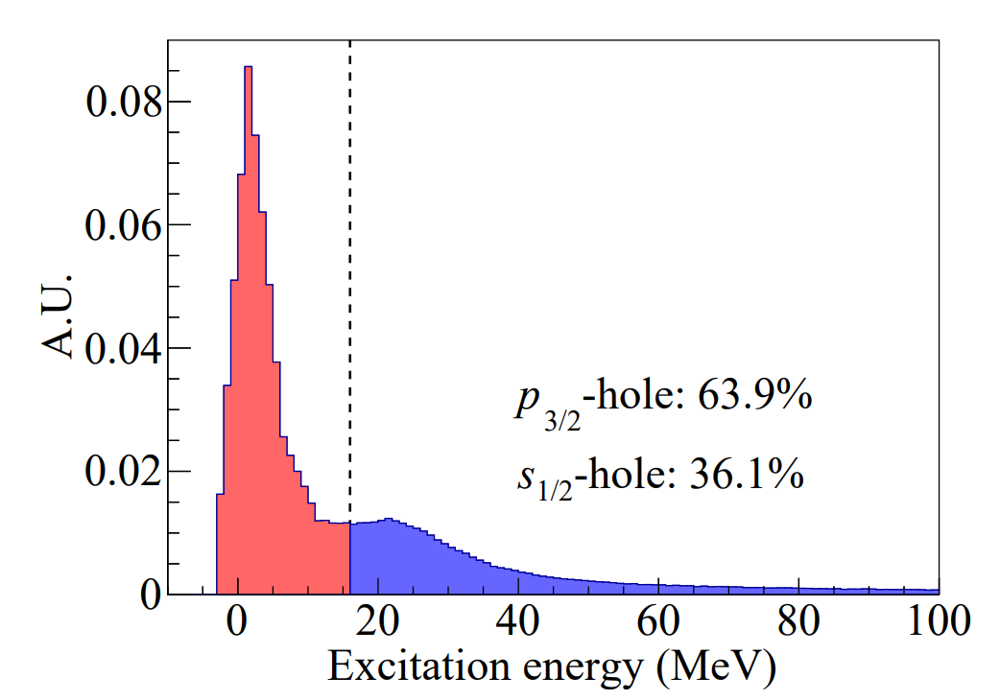 0.08
0.06
0.04
0.02
0
A.U.
p3/2-hole: 63.9%
s1/2-hole: 36.1%
0 20 40 60 80 100
Excitation energy (MeV)